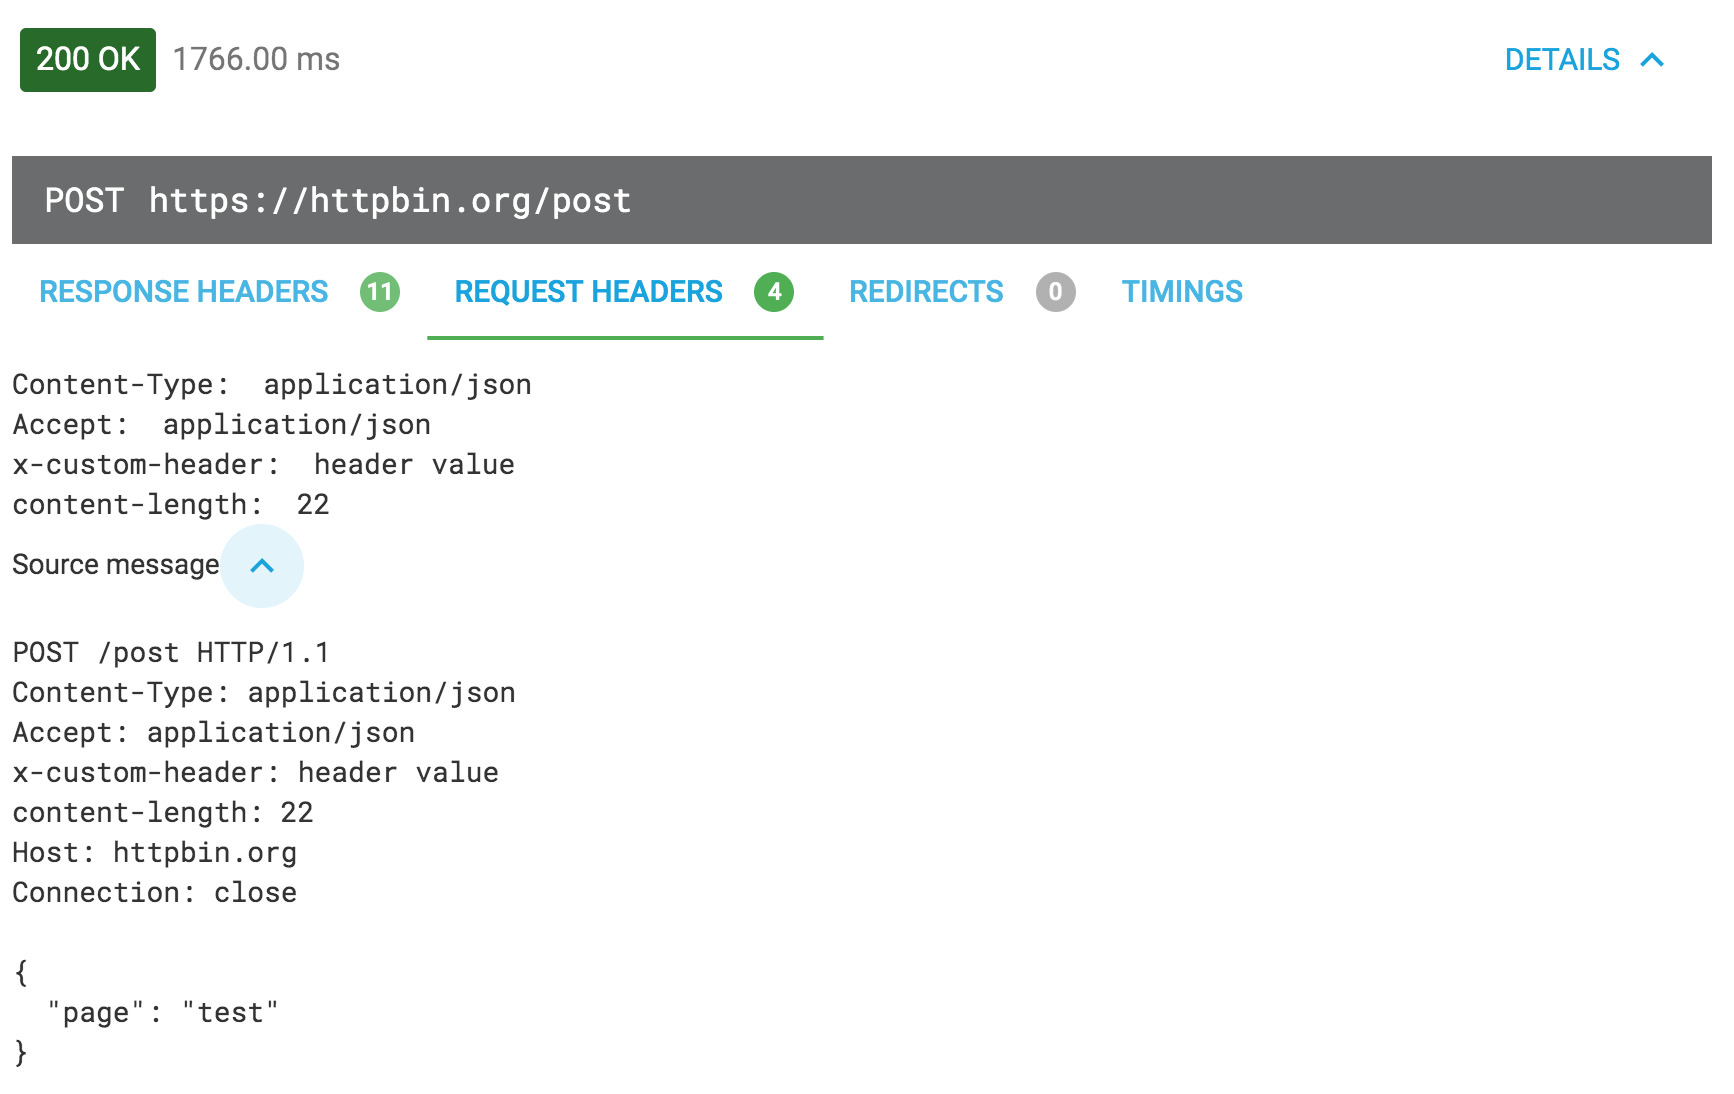 200 OK 1766.00 ms DETAILS
POST https://httpbin.org/post
RESPONSE HEADERS 11 REQUEST HEADERS 4 REDIRECTS 0 TIMINGS
Content-Type:  application/json
Accept:  application/json
x-custom-header:  header value
content-length:  22
Source message
POST /post HTTP/1.1
Content-Type: application/json
Accept: application/json
x-custom-header: header value
content-length: 22
Host: httpbin.org
Connection: close
{
  "page": "test"
}